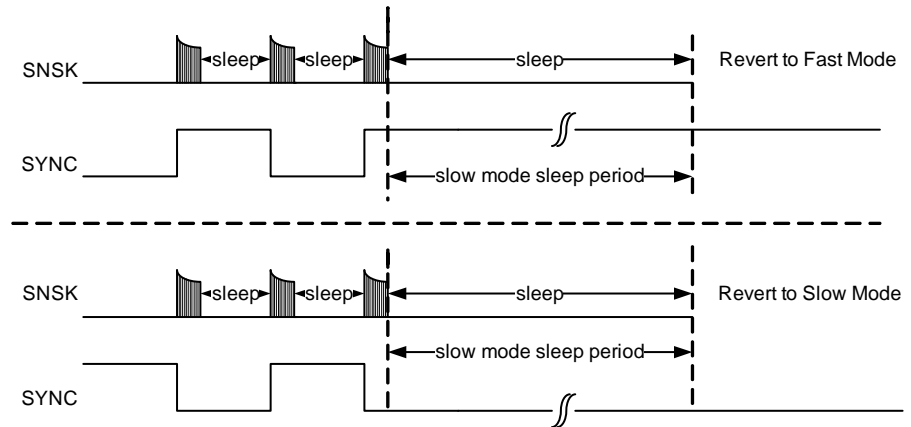 SNSK
sleep
sleep
sleep
Revert to Fast Mode
SYNC
slow mode sleep period
SNSK
sleep
sleep
sleep
Revert to Slow Mode
slow mode sleep period
SYNC